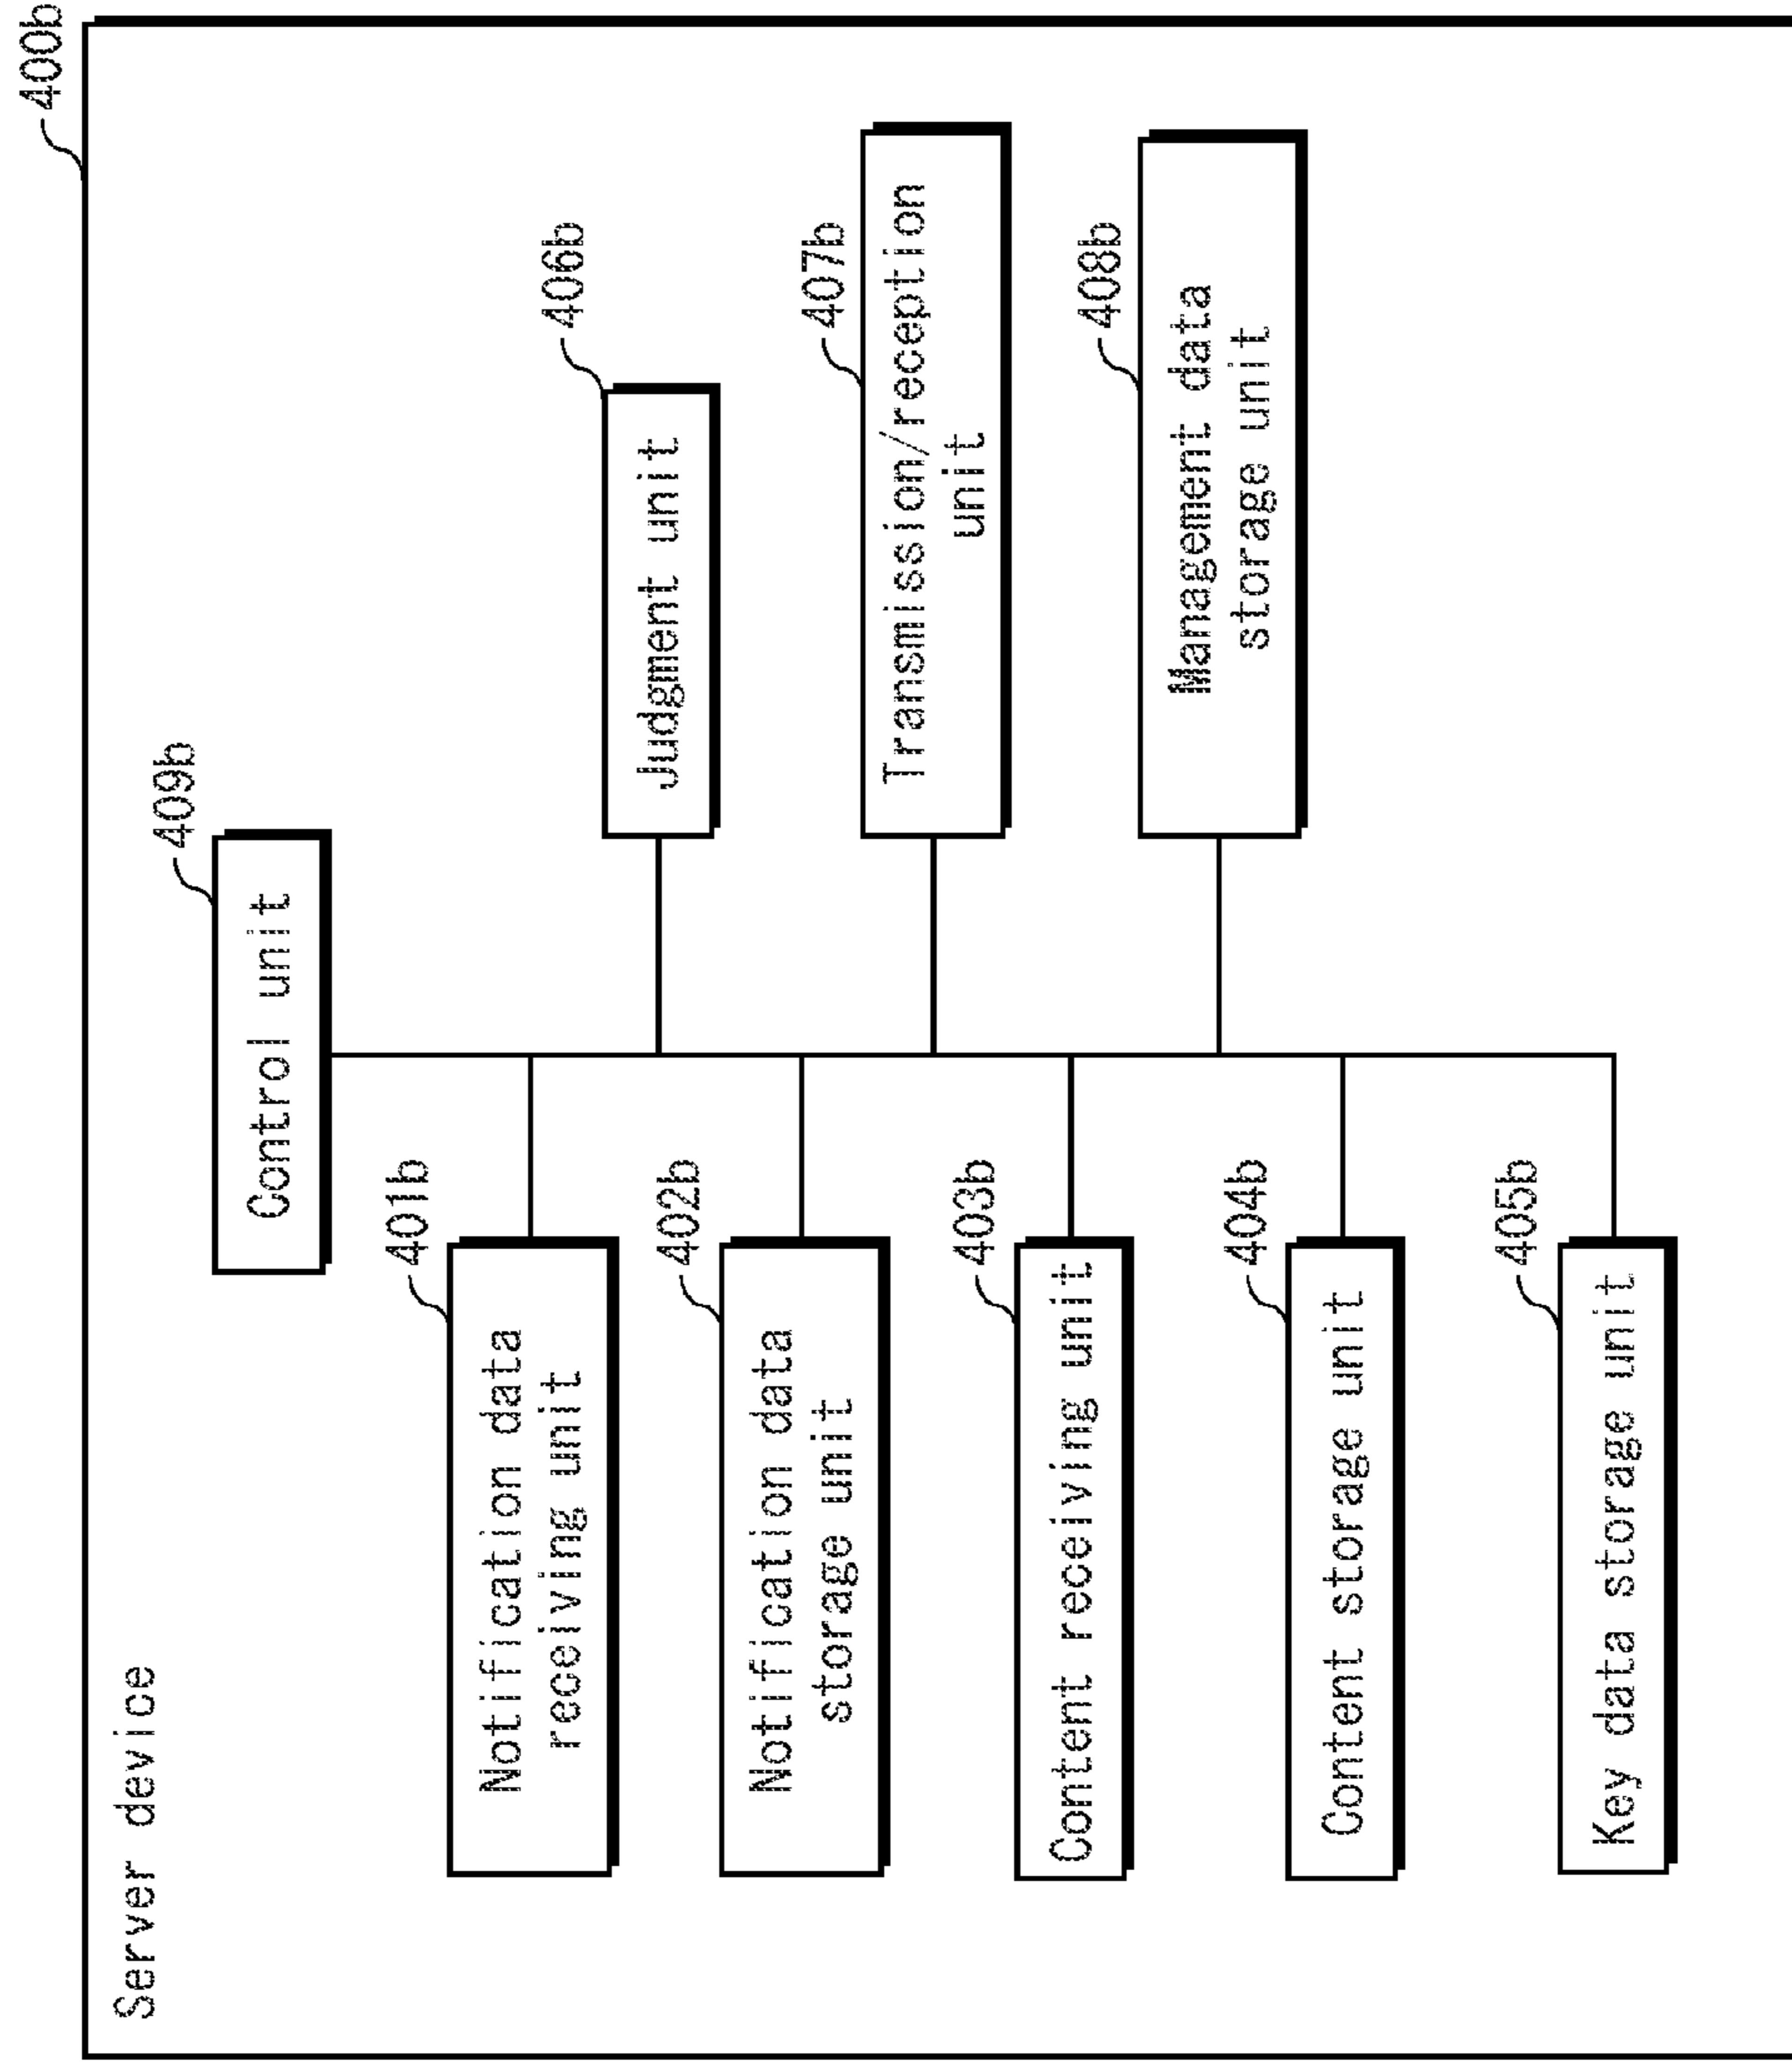 400b
Server device
409b
Control unit
401b
Notification data
receiving unit
406b
Judgment unit
402b
Notification data
storage unit
407b
Transmission/reception
unit
403b
Content receiving unit
408b
Management data
storage unit
404b
Content storage unit
405b
Key data storage unit